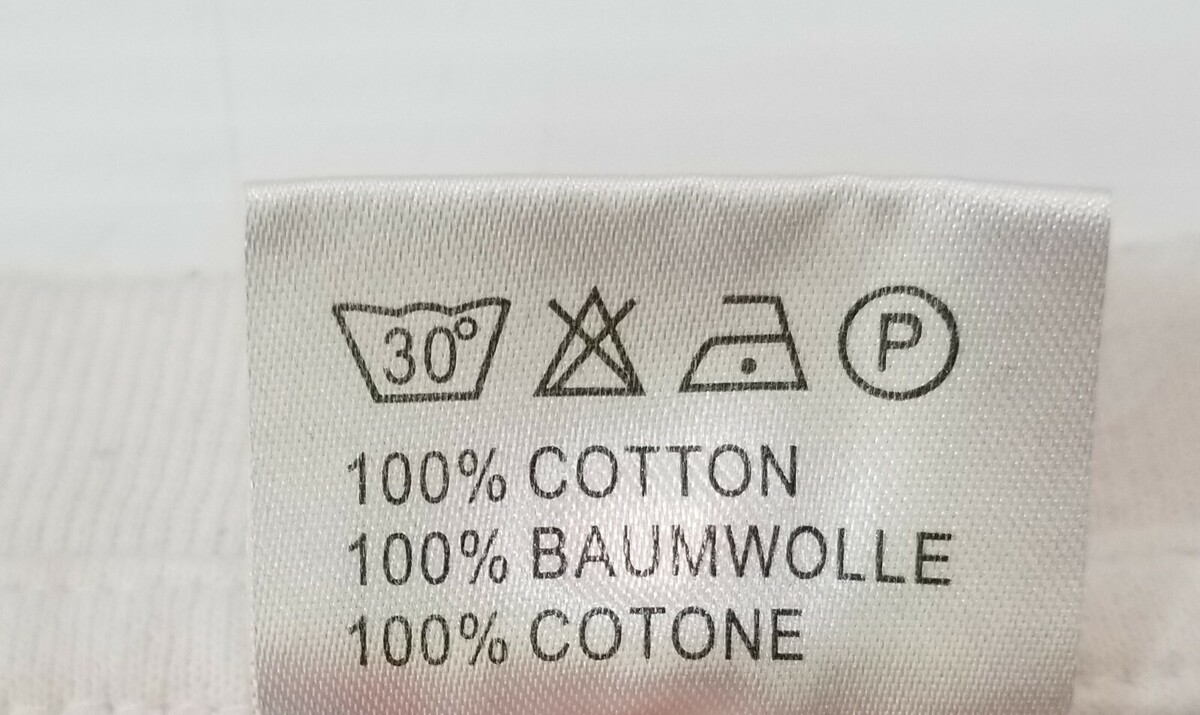 30°
P
100% COTTON
100% BAUMWOLLE
100% COTONE